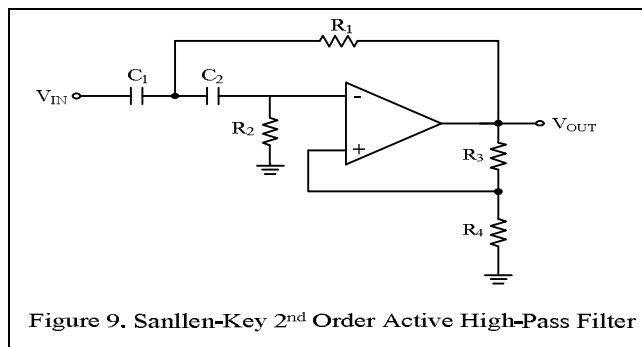 R1
C1
C2
VIN
-
R2
+
VOUT
R3
R4
Figure 9. Sanllen-Key 2nd Order Active High-Pass Filter